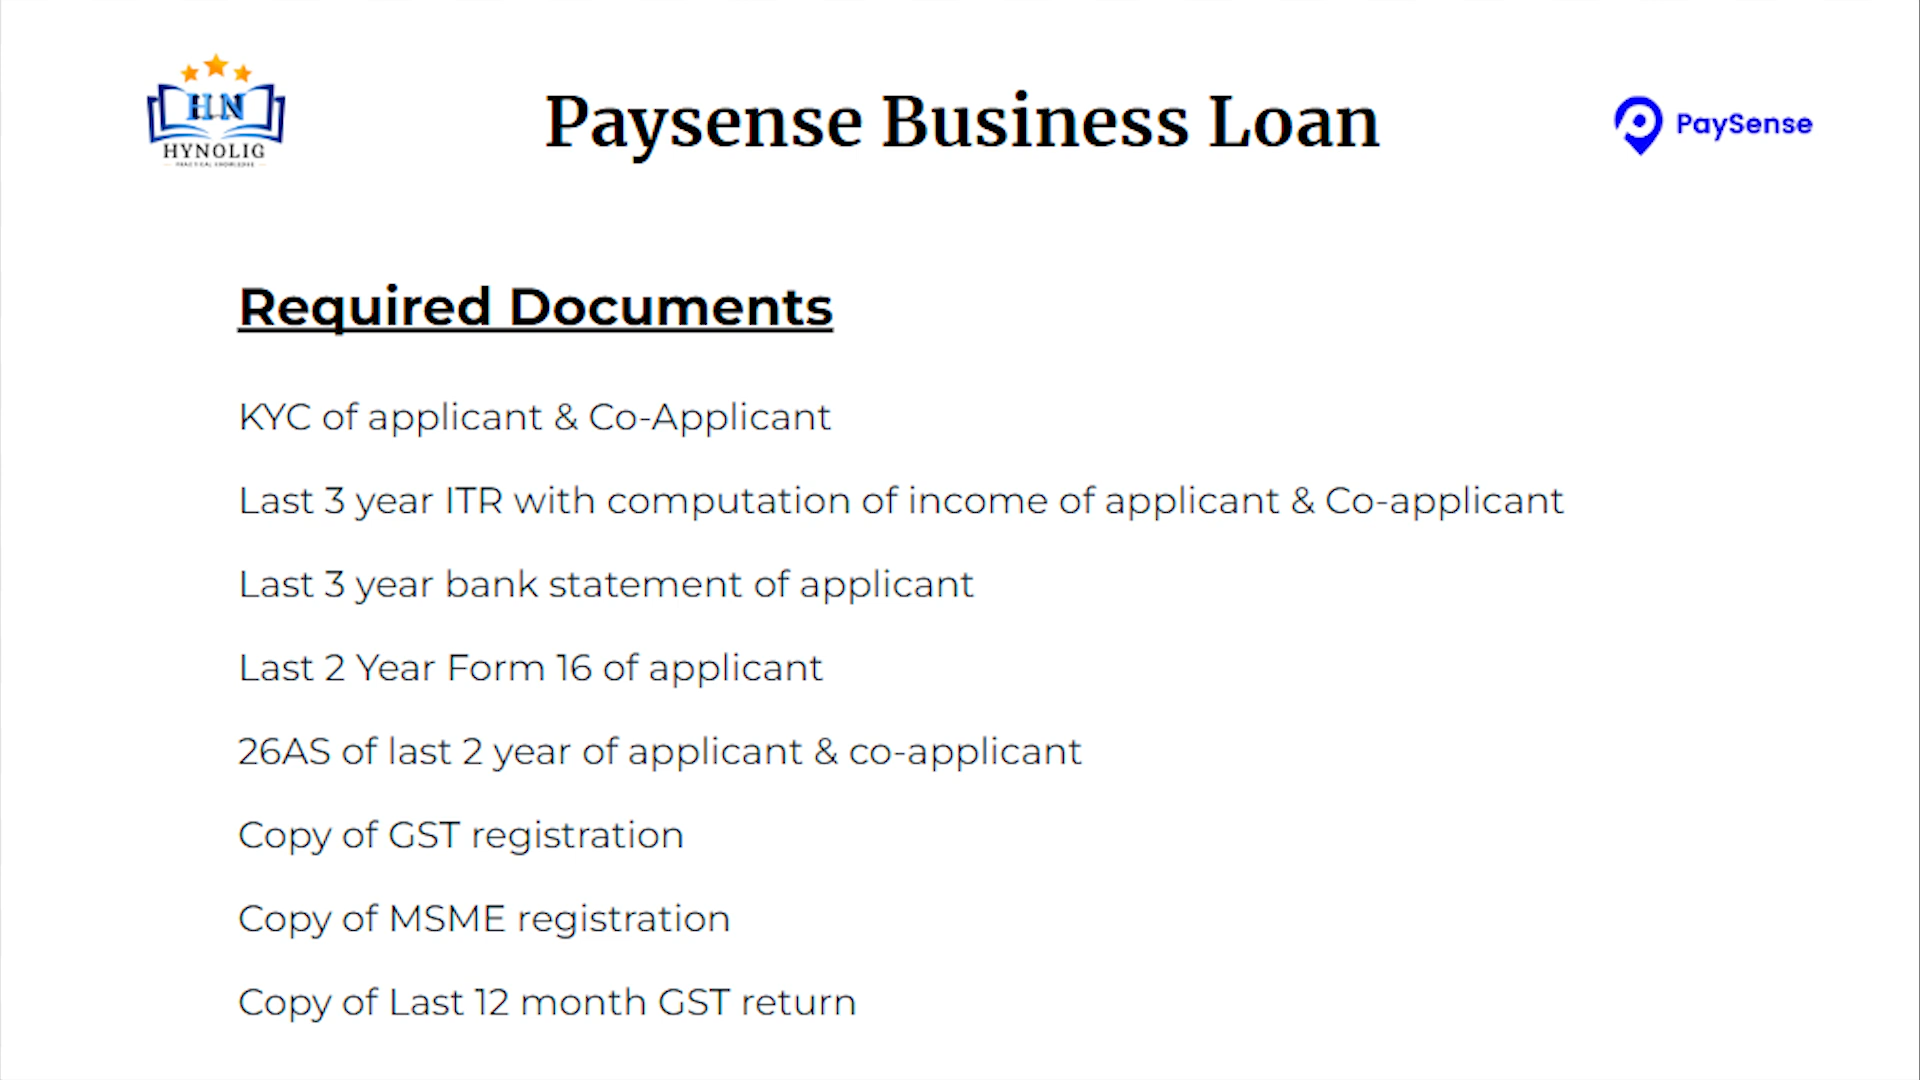 HN
HYNOLIG
PRACTICAL KNOWLEDGE
Paysense Business Loan
PaySense
Required Documents
KYC of applicant & Co-Applicant
Last 3 year ITR with computation of income of applicant & Co-applicant
Last 3 year bank statement of applicant
Last 2 Year Form 16 of applicant
26AS of last 2 year of applicant & co-applicant
Copy of GST registration
Copy of MSME registration
Copy of Last 12 month GST return